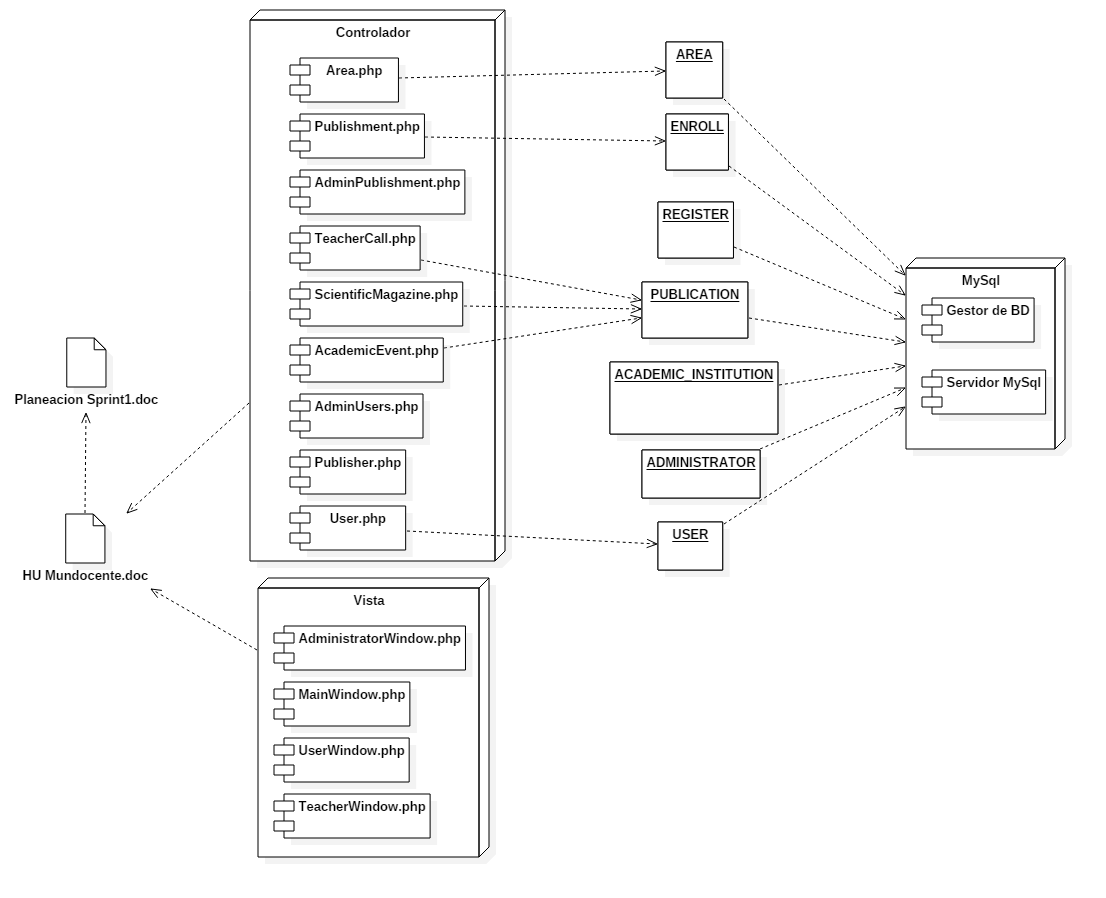 Controlador
Area.php
Publishment.php
AdminPublishment.php
TeacherCall.php
ScientificMagazine.php
AcademicEvent.php
AdminUsers.php
Publisher.php
User.php
AREA
ENROLL
REGISTER
PUBLICATION
ACADEMIC_INSTITUTION
ADMINISTRATOR
USER
MySql
Gestor de BD
Servidor MySql
Planeacion Sprint1.doc
HU Mundocente.doc
Vista
AdministratorWindow.php
MainWindow.php
UserWindow.php
TeacherWindow.php